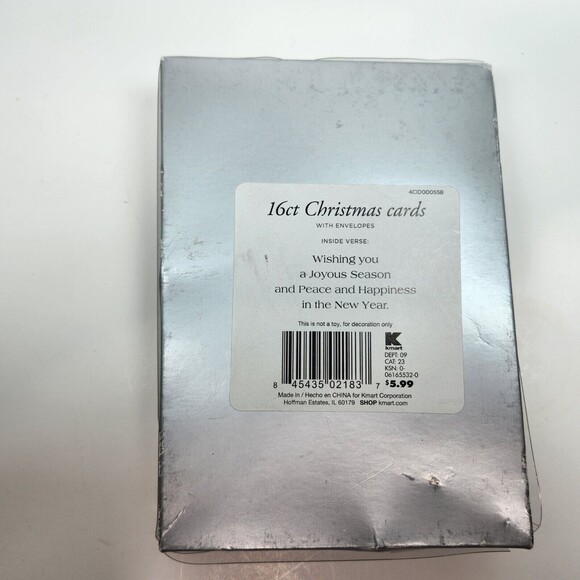 4CID00055B
16ct Christmas cards
WITH ENVELOPES
INSIDE VERSE:
Wishing you
a Joyous Season
and Peace and Happiness
in the New Year.
This is not a toy, for decoration only
K
kmart
DEPT: 09
CAT: 23
KSN: 0-
06165532-0
$5.99
8 45435 02183 7
Made in / Hecho en CHINA for Kmart Corporation
Hoffman Estates, IL 60179 SHOP kmart.com